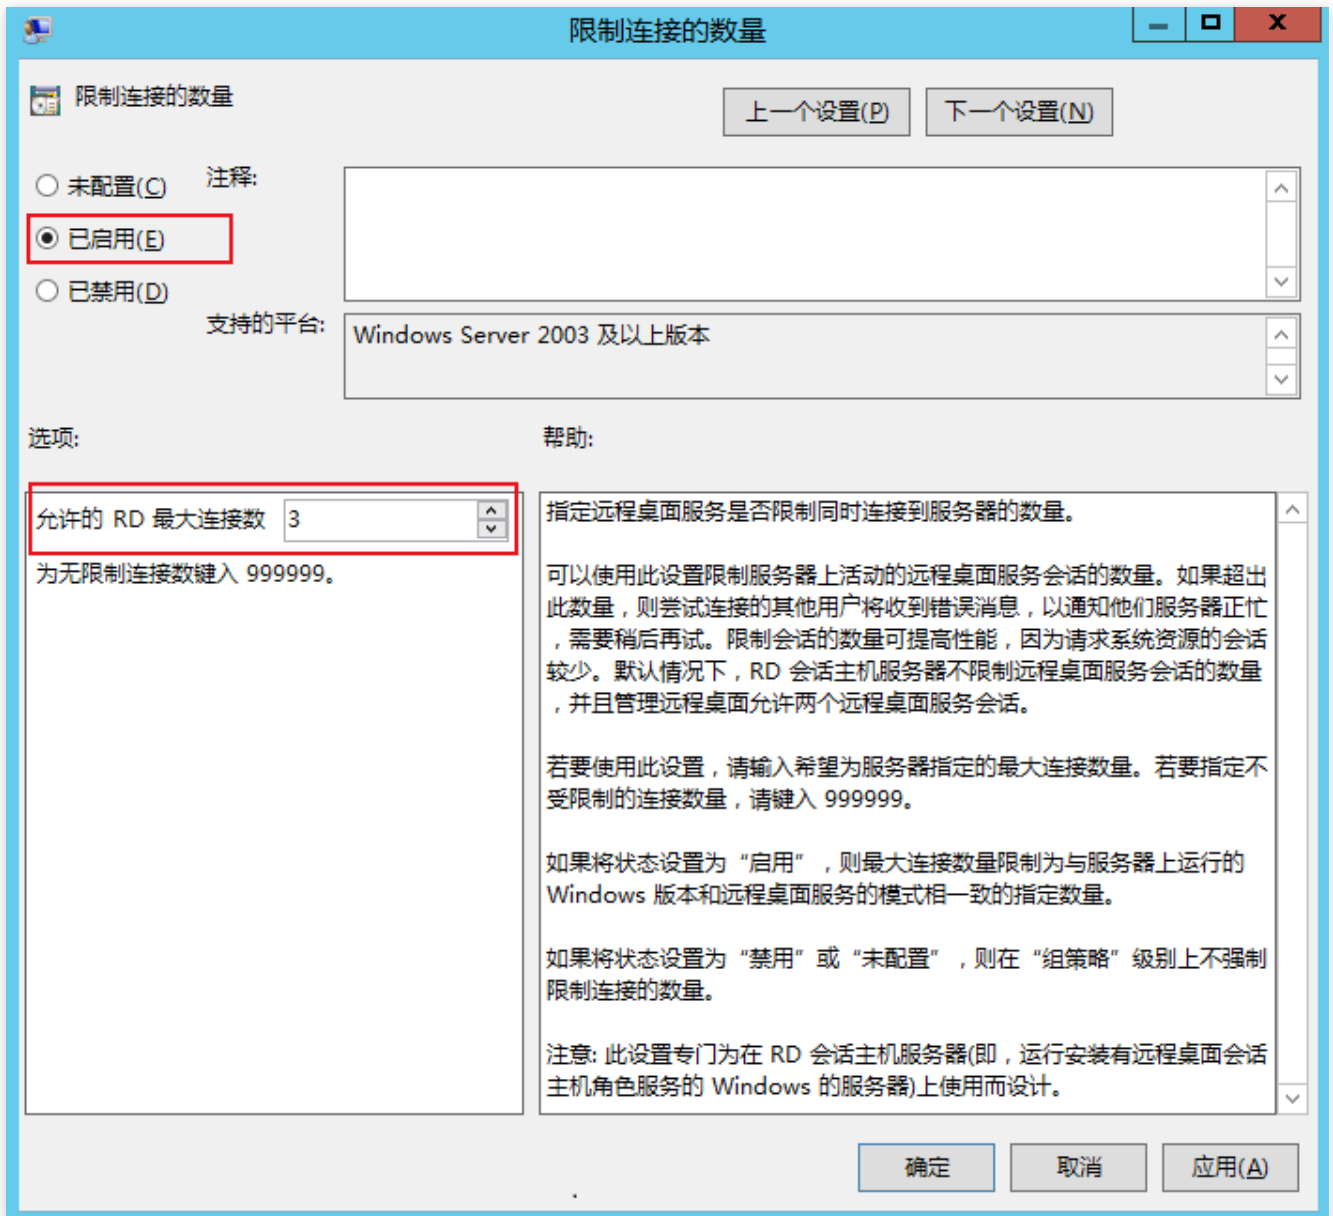 限制连接的数量
限制连接的数量
上一个设置(P)
下一个设置(N)
未配置(C)
注释:
已启用(E)
已禁用(D)
支持的平台:
Windows Server 2003 及以上版本
选项:
帮助:
允许的 RD 最大连接数 3
为无限制连接数键入 999999。
指定远程桌面服务是否限制同时连接到服务器的数量。
可以使用此设置限制服务器上活动的远程桌面服务会话的数量。如果超出
此数量，则尝试连接的其他用户将收到错误消息，以通知他们服务器正忙
，需要稍后再试。限制会话的数量可提高性能，因为请求系统资源的会话
较少。默认情况下，RD 会话主机服务器不限制远程桌面服务会话的数量
，并且管理远程桌面允许两个远程桌面服务会话。
若要使用此设置，请输入希望为服务器指定的最大连接数量。若要指定不
受限制的连接数量，请键入 999999。
如果将状态设置为“启用”，则最大连接数量限制为与服务器上运行的
Windows 版本和远程桌面服务的模式相一致的指定数量。
如果将状态设置为“禁用”或“未配置”，则在“组策略”级别上不强制
限制连接的数量。
注意: 此设置专门为在 RD 会话主机服务器(即，运行安装有远程桌面会话
主机角色服务的 Windows 的服务器)上使用而设计。
确定
取消
应用(A)